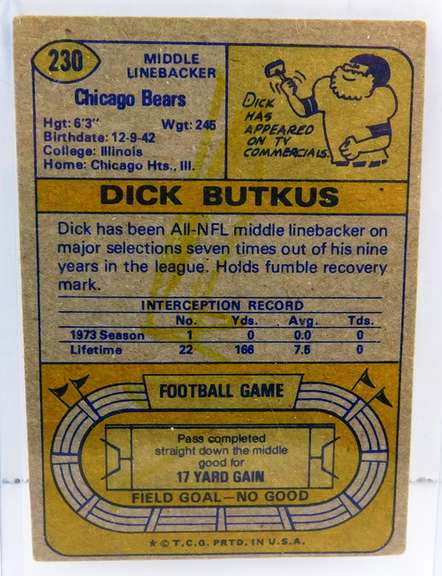 230
MIDDLE
LINEBACKER
Chicago Bears
Hgt: 6'3" Wgt: 245
Birthdate: 12-9-42
College: Illinois
Home: Chicago Hts., Ill.
DICK
HAS
APPEARED
ON TV
COMMERCIALS.
DICK BUTKUS
Dick has been All-NFL middle linebacker on
major selections seven times out of his nine
years in the league. Holds fumble recovery
mark.
INTERCEPTION RECORD
No. Yds. Avg. Tds.
1973 Season 1 0 0.0 0
Lifetime 22 166 7.5 0
FOOTBALL GAME
Pass completed
straight down the middle
good for
17 YARD GAIN
FIELD GOAL—NO GOOD
★ © T.C.G. PRTD. IN U.S.A.